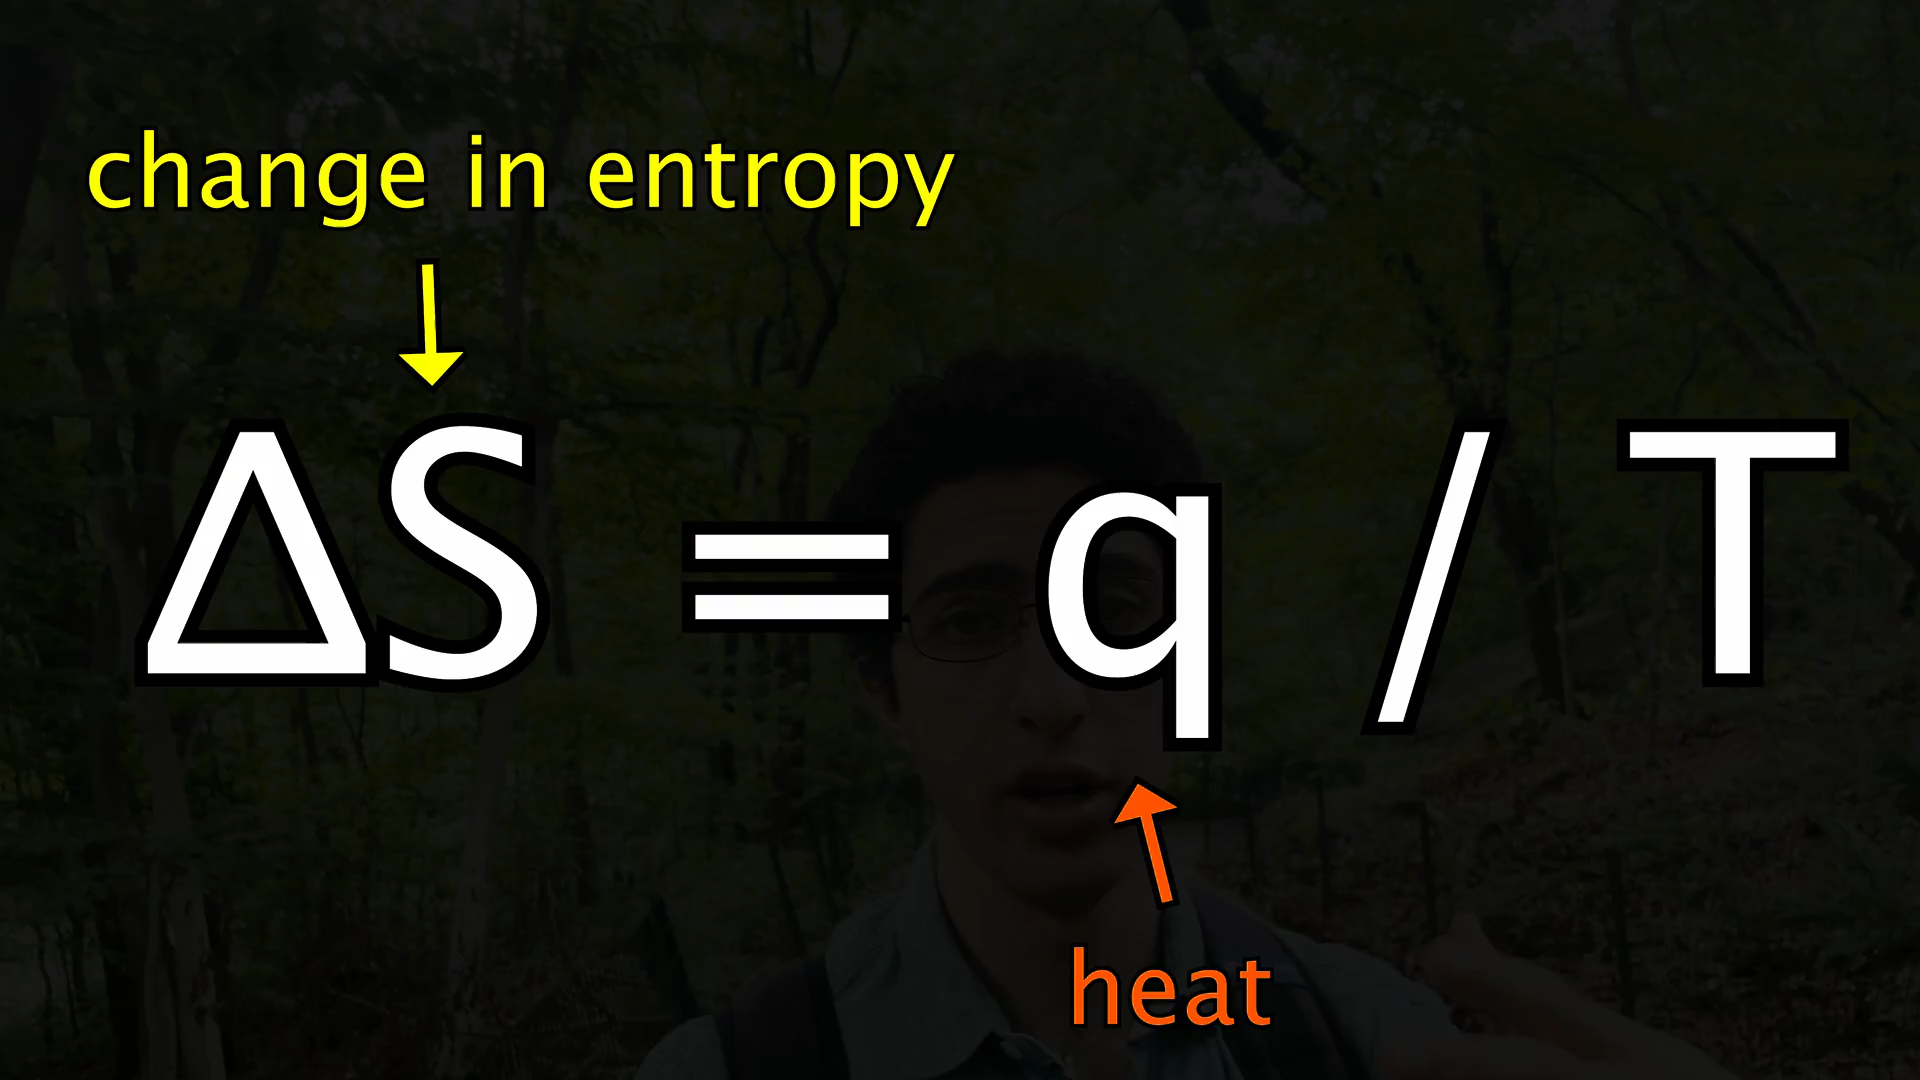 change in entropy
ΔS = q / T
heat